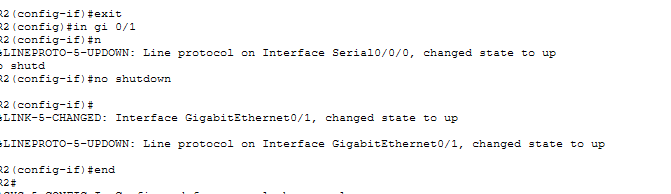 R2(config-if)#exit
R2(config)#in gi 0/1
R2(config-if)#n
%LINEPROTO-5-UPDOWN: Line protocol on Interface Serial0/0/0, changed state to up
o shutd
R2(config-if)#no shutdown
R2(config-if)#
%LINK-5-CHANGED: Interface GigabitEthernet0/1, changed state to up
%LINEPROTO-5-UPDOWN: Line protocol on Interface GigabitEthernet0/1, changed state to up
R2(config-if)#end
R2#